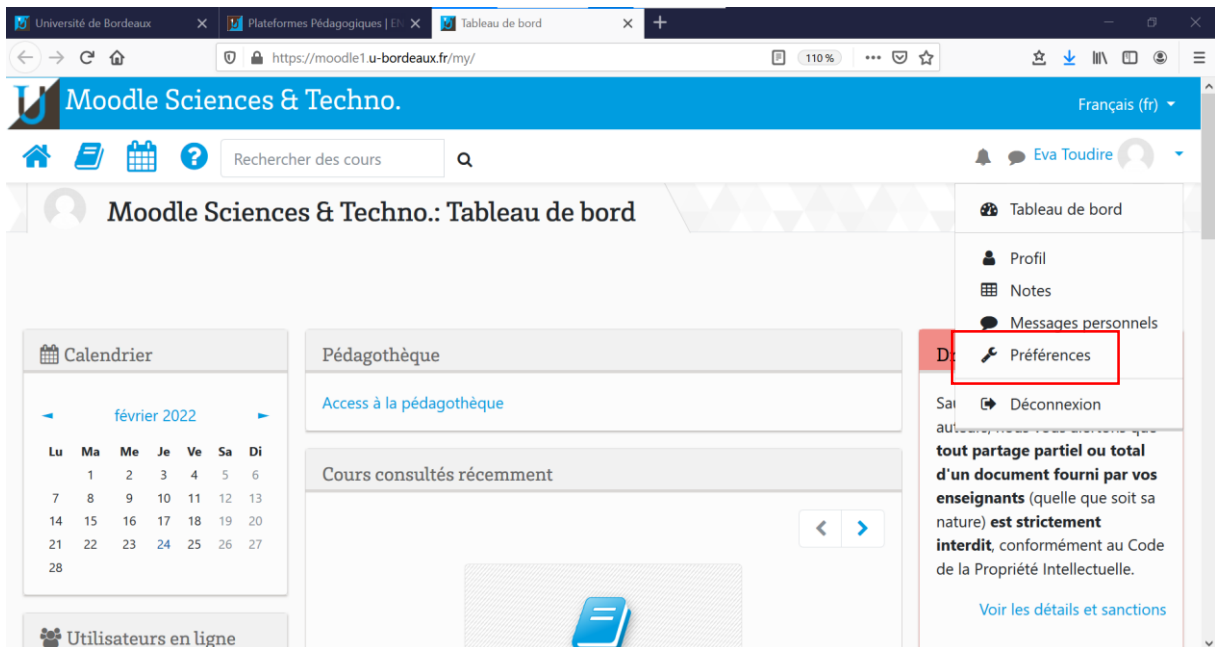 Université de Bordeaux
Plateformes Pédagogiques | EN
Tableau de bord
https://moodle1.u-bordeaux.fr/my/
110 %
Moodle Sciences & Techno.
Français (fr)
Rechercher des cours
Eva Toudire
Moodle Sciences & Techno.: Tableau de bord
Tableau de bord
Profil
Notes
Messages personnels
Préférences
Déconnexion
Calendrier
février 2022
Lu Ma Me Je Ve Sa Di
1 2 3 4 5 6
7 8 9 10 11 12 13
14 15 16 17 18 19 20
21 22 23 24 25 26 27
28
Utilisateurs en ligne
Pédagothèque
Access à la pédagothèque
Cours consultés récemment
tout partage partiel ou total
d'un document fourni par vos
enseignants (quelle que soit sa
nature) est strictement
interdit, conformément au Code
de la Propriété Intellectuelle.
Voir les détails et sanctions